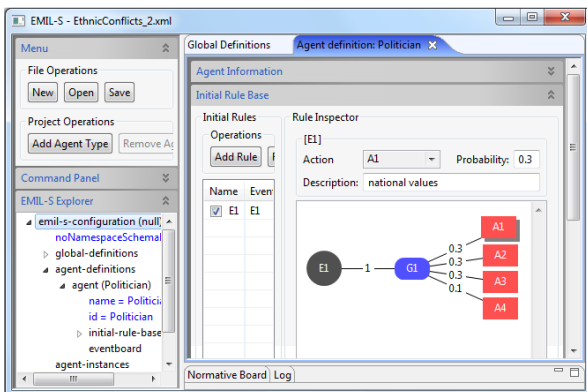 EMIL-S - EthnicConflicts_2.xml
Menu
File Operations
New Open Save
Project Operations
Add Agent Type Remove Ag
Command Panel
EMIL-S Explorer
emil-s-configuration (null)
noNamespaceSchemal
global-definitions
agent-definitions
agent (Politician)
name = Politicia
id = Politician
initial-rule-base
eventboard
agent-instances
Global Definitions Agent definition: Politician
Agent Information
Initial Rule Base
Initial Rules
Operations
Add Rule
Name Even
E1 E1
Rule Inspector
[E1]
Action A1 Probability: 0.3
Description: national values
E1
1
G1
0.3
0.3
0.3
0.1
A1
A2
A3
A4
Normative Board Log